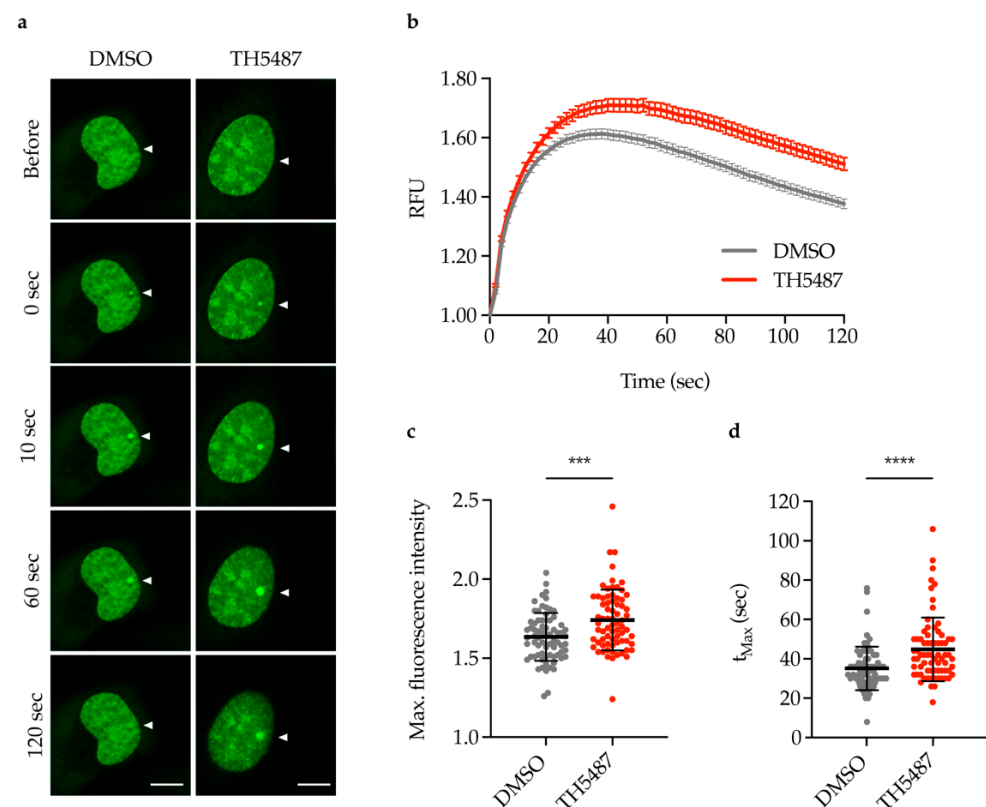 a
DMSO TH5487
Before
0 sec
10 sec
60 sec
120 sec
b
1.80
1.60
1.40
1.20
1.00
RFU
0 20 40 60 80 100 120
Time (sec)
DMSO
TH5487
c
***
2.5
2.0
1.5
1.0
Max. fluorescence intensity
DMSO TH5487
d
****
120
100
80
60
40
20
0
tMax (sec)
DMSO TH5487